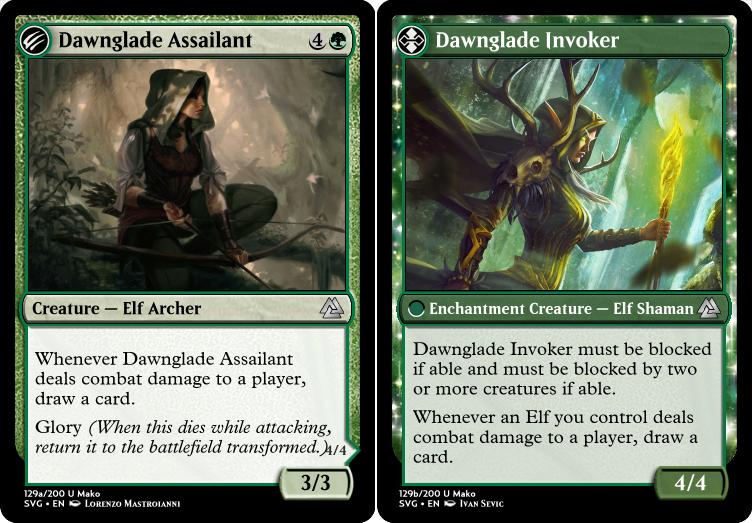 Dawnglade Assailant 4
Creature — Elf Archer
Whenever Dawnglade Assailant
deals combat damage to a player,
draw a card.
Glory (When this dies while attacking,
return it to the battlefield transformed.)
4/4
3/3
129a/200 U Mako
SVG • EN Lorenzo Mastroianni
Dawnglade Invoker
Enchantment Creature — Elf Shaman
Dawnglade Invoker must be blocked
if able and must be blocked by two
or more creatures if able.
Whenever an Elf you control deals
combat damage to a player, draw a
card.
4/4
129b/200 U Mako
SVG • EN Ivan Sevic